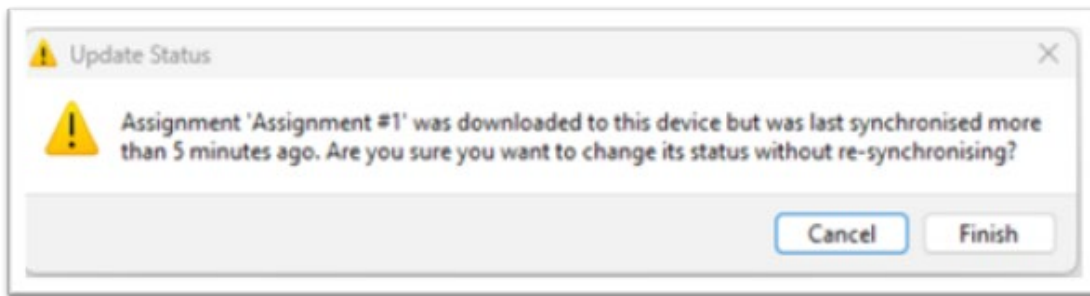 Update Status
Assignment 'Assignment #1' was downloaded to this device but was last synchronised more
than 5 minutes ago. Are you sure you want to change its status without re-synchronising?
Cancel Finish